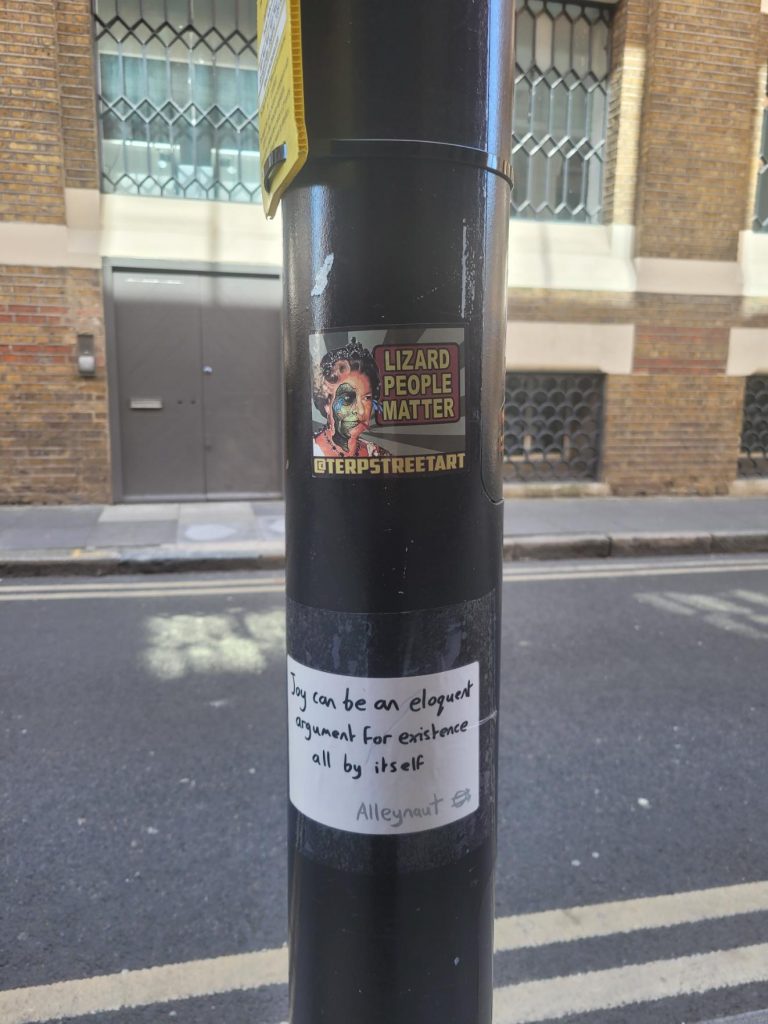 LIZARD
PEOPLE
MATTER
@TERPSTREETART
Joy can be an eloquent
argument for existence
all by itself
Alleynaut